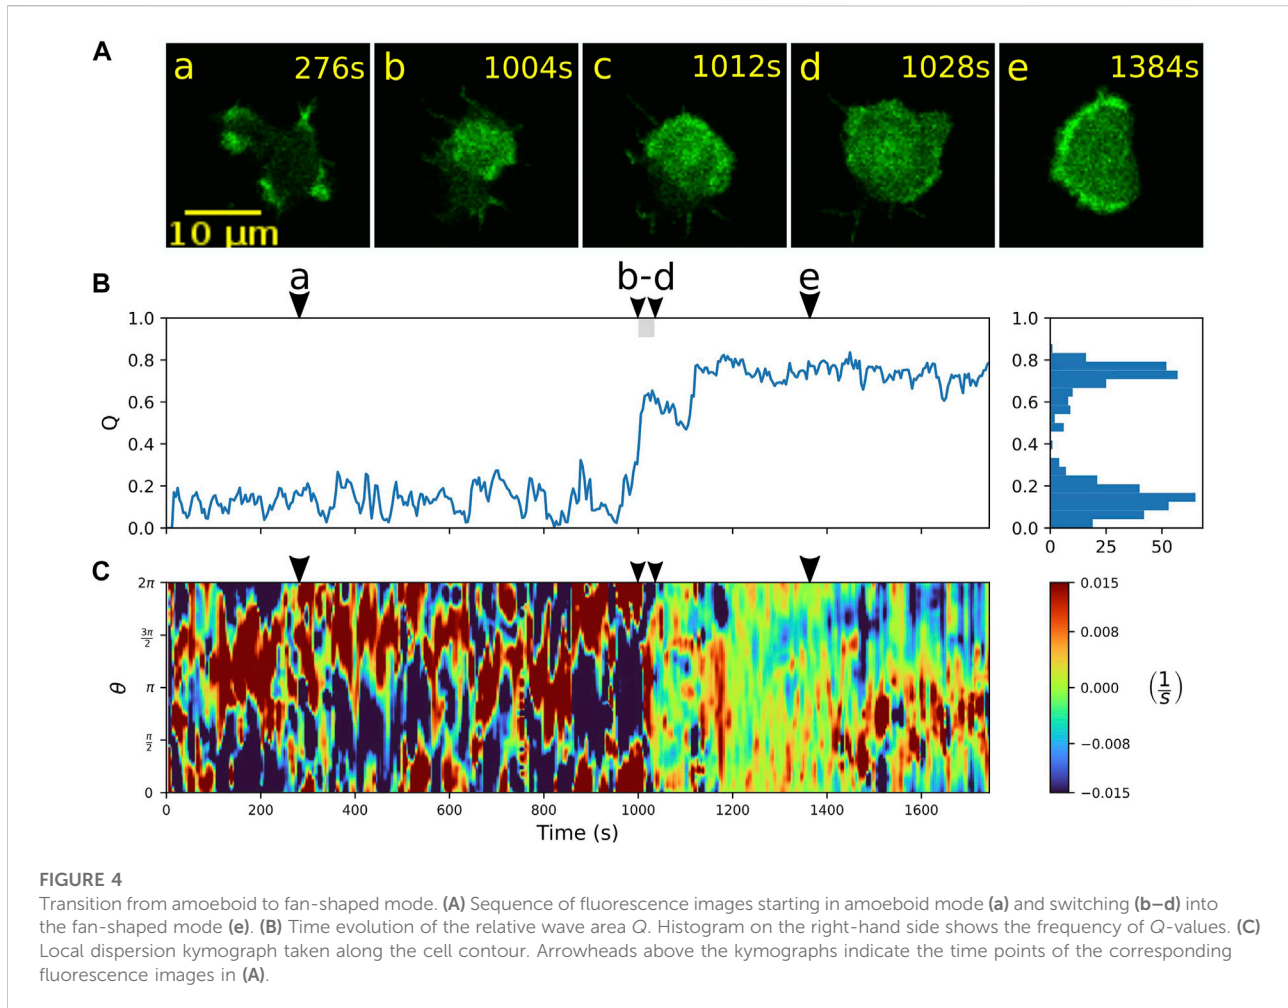 A
a 276s
b 1004s
c 1012s
d 1028s
e 1384s
10 μm
B
a b-d e
1.0
0.8
0.6
0.4
0.2
0.0
Q
1.0
0.8
0.6
0.4
0.2
0.0
0 25 50
C
2π
3π/2
π
π/2
0
θ
0 200 400 600 800 1000 1200 1400 1600
Time (s)
0.015
0.008
0.000
−0.008
−0.015
(1/s)
FIGURE 4
Transition from amoeboid to fan-shaped mode. (A) Sequence of fluorescence images starting in amoeboid mode (a) and switching (b–d) into
the fan-shaped mode (e). (B) Time evolution of the relative wave area Q. Histogram on the right-hand side shows the frequency of Q-values. (C)
Local dispersion kymograph taken along the cell contour. Arrowheads above the kymographs indicate the time points of the corresponding
fluorescence images in (A).